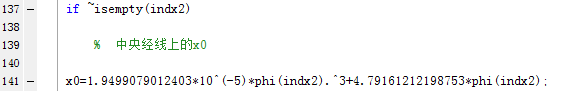 137 — if ~isempty(indx2)
138
139 % 中央经线上的x0
140
141 — x0=1.9499079012403*10^(-5)*phi(indx2).^3+4.79161212198753*phi(indx2);